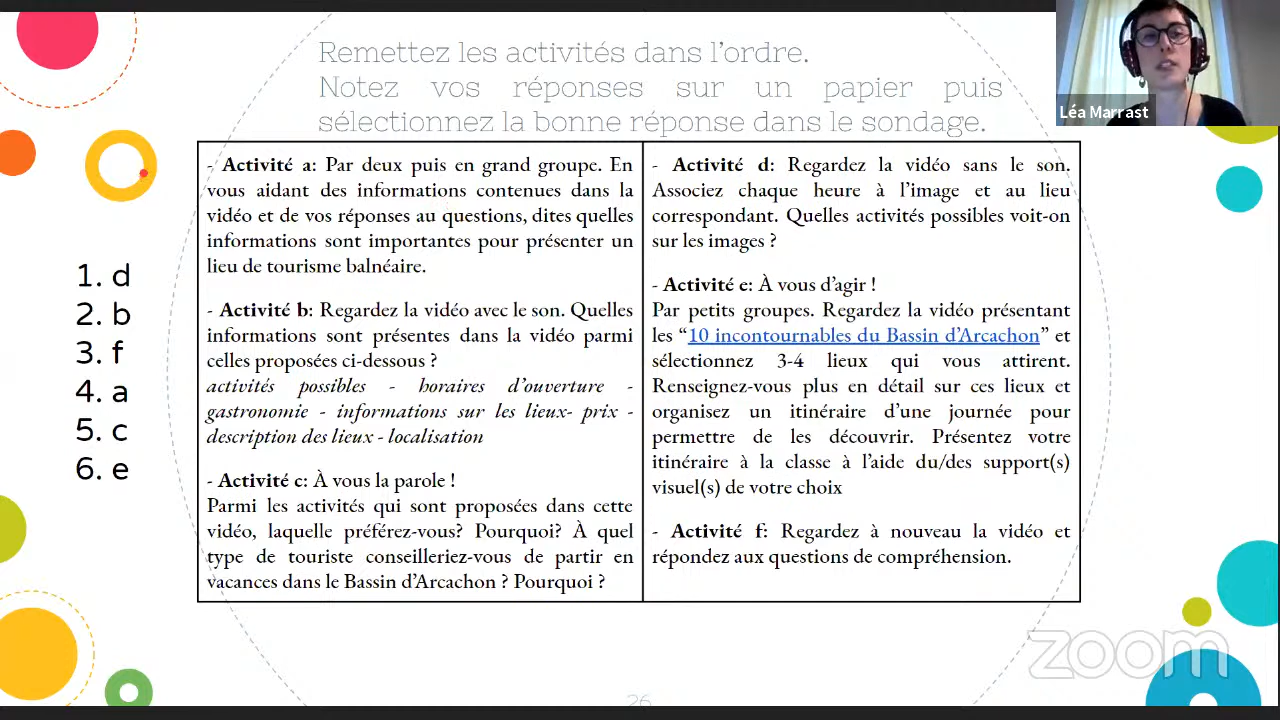 Remettez les activités dans l'ordre.
Notez vos réponses sur un papier puis
sélectionnez la bonne réponse dans le sondage.
Léa Marrast
1. d
2. b
3. f
4. a
5. c
6. e
- Activité a: Par deux puis en grand groupe. En
vous aidant des informations contenues dans la
vidéo et de vos réponses au questions, dites quelles
informations sont importantes pour présenter un
lieu de tourisme balnéaire.
- Activité b: Regardez la vidéo avec le son. Quelles
informations sont présentes dans la vidéo parmi
celles proposées ci-dessous ?
activités possibles - horaires d'ouverture -
gastronomie - informations sur les lieux- prix -
description des lieux - localisation
- Activité c: À vous la parole !
Parmi les activités qui sont proposées dans cette
vidéo, laquelle préférez-vous? Pourquoi? À quel
type de touriste conseilleriez-vous de partir en
vacances dans le Bassin d'Arcachon ? Pourquoi ?
- Activité d: Regardez la vidéo sans le son.
Associez chaque heure à l'image et au lieu
correspondant. Quelles activités possibles voit-on
sur les images ?
- Activité e: À vous d'agir !
Par petits groupes. Regardez la vidéo présentant
les “10 incontournables du Bassin d'Arcachon” et
sélectionnez 3-4 lieux qui vous attirent.
Renseignez-vous plus en détail sur ces lieux et
organisez un itinéraire d'une journée pour
permettre de les découvrir. Présentez votre
itinéraire à la classe à l'aide du/des support(s)
visuel(s) de votre choix
- Activité f: Regardez à nouveau la vidéo et
répondez aux questions de compréhension.
zoom
26